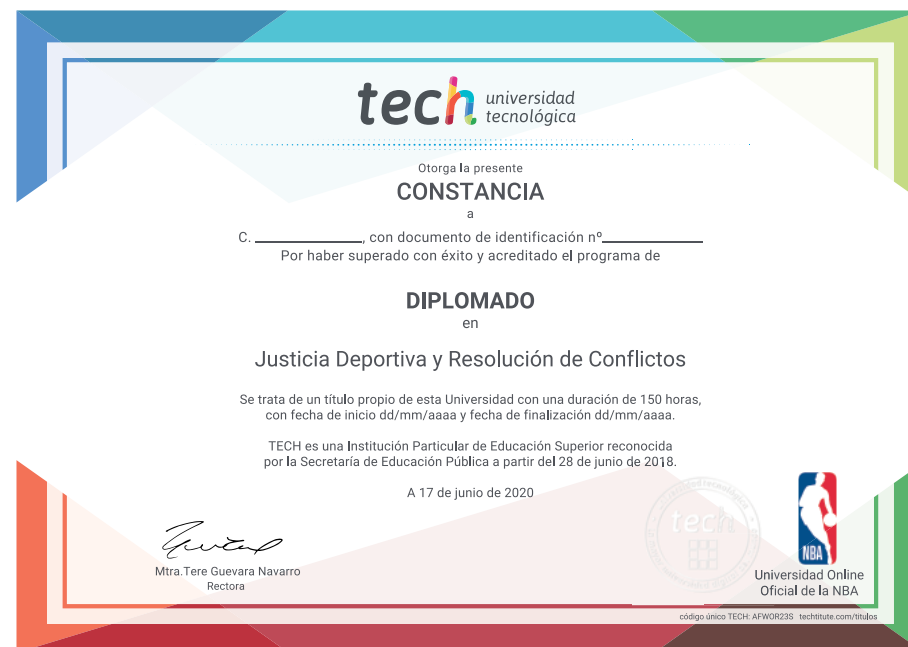 tech universidad
tecnológica
Otorga la presente
CONSTANCIA
a
C. ____________, con documento de identificación nº____________
Por haber superado con éxito y acreditado el programa de
DIPLOMADO
en
Justicia Deportiva y Resolución de Conflictos
Se trata de un título propio de esta Universidad con una duración de 150 horas,
con fecha de inicio dd/mm/aaaa y fecha de finalización dd/mm/aaaa.
TECH es una Institución Particular de Educación Superior reconocida
por la Secretaría de Educación Pública a partir del 28 de junio de 2018.
A 17 de junio de 2020
tech
Mtra.Tere Guevara Navarro
Rectora
NBA
Universidad Online
Oficial de la NBA
código único TECH: AFWOR23S techtitute.com/titulos